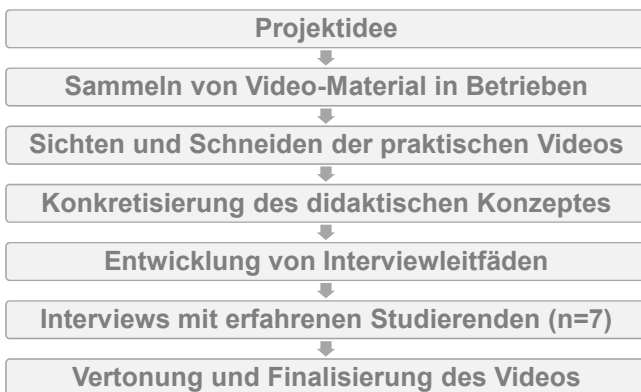 Projektidee
Sammeln von Video-Material in Betrieben
Sichten und Schneiden der praktischen Videos
Konkretisierung des didaktischen Konzeptes
Entwicklung von Interviewleitfäden
Interviews mit erfahrenen Studierenden (n=7)
Vertonung und Finalisierung des Videos